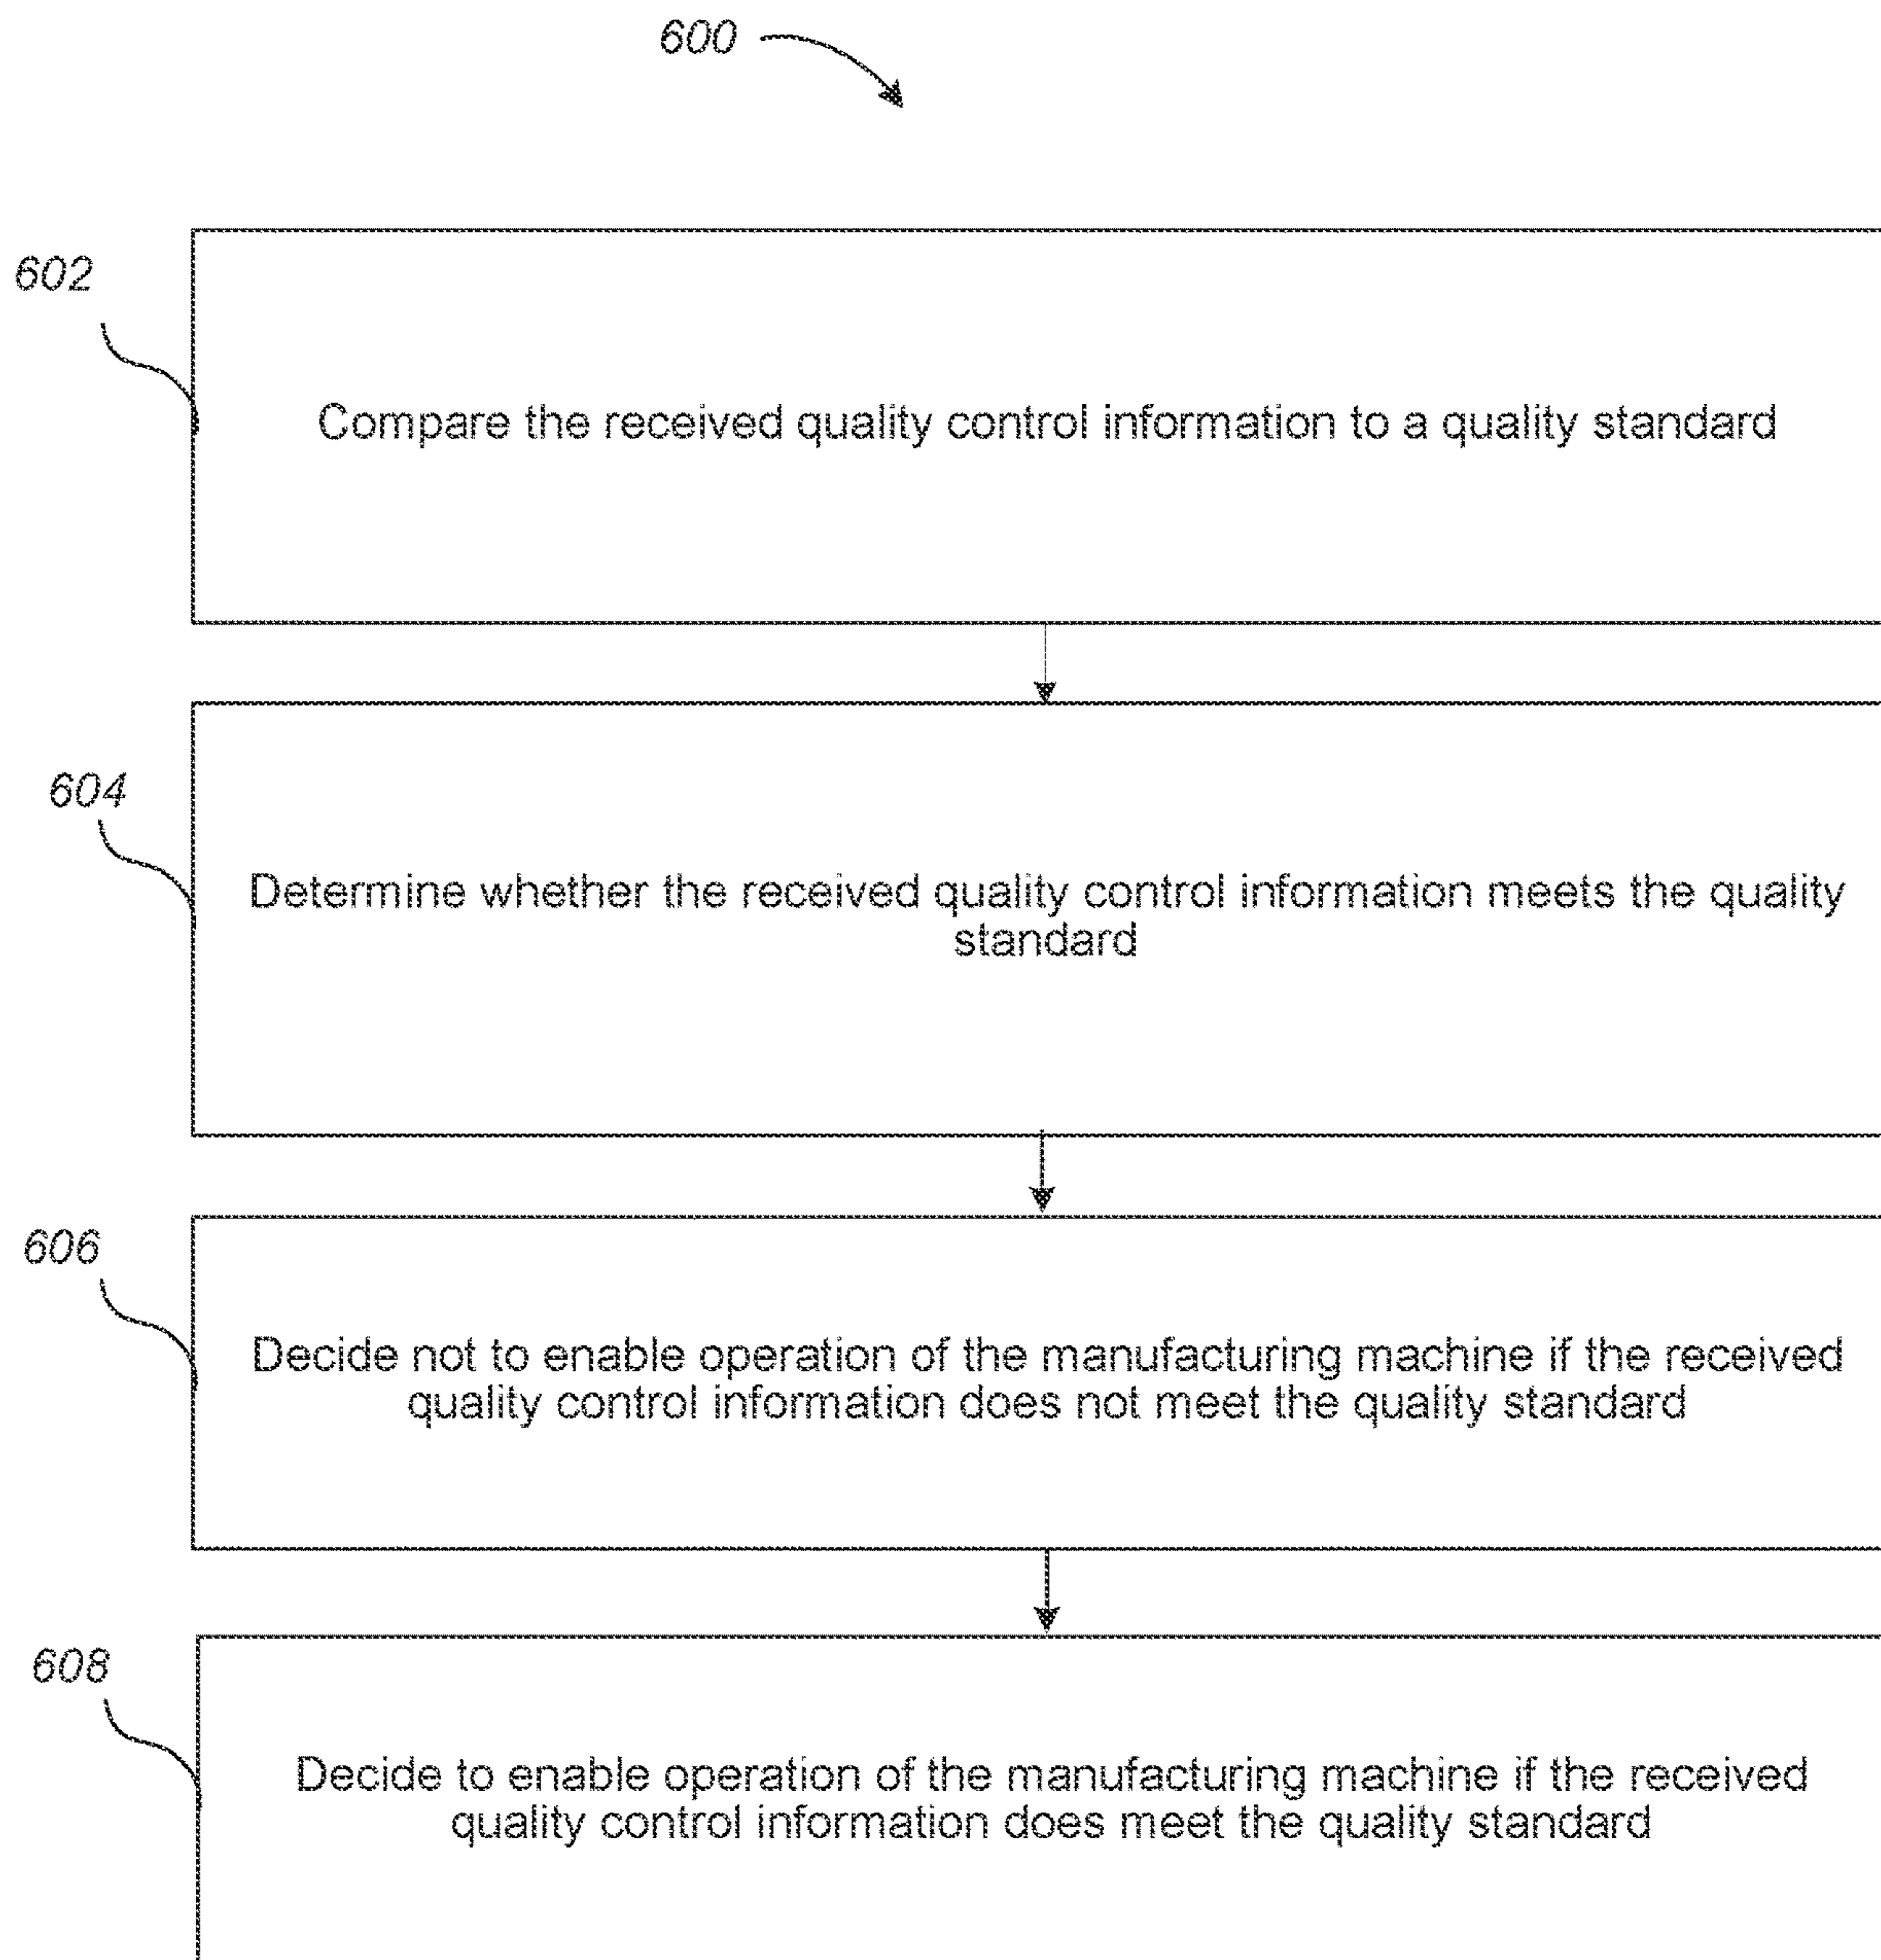 600
602
Compare the received quality control information to a quality standard
604
Determine whether the received quality control information meets the quality
standard
606
Decide not to enable operation of the manufacturing machine if the received
quality control information does not meet the quality standard
608
Decide to enable operation of the manufacturing machine if the received
quality control information does meet the quality standard